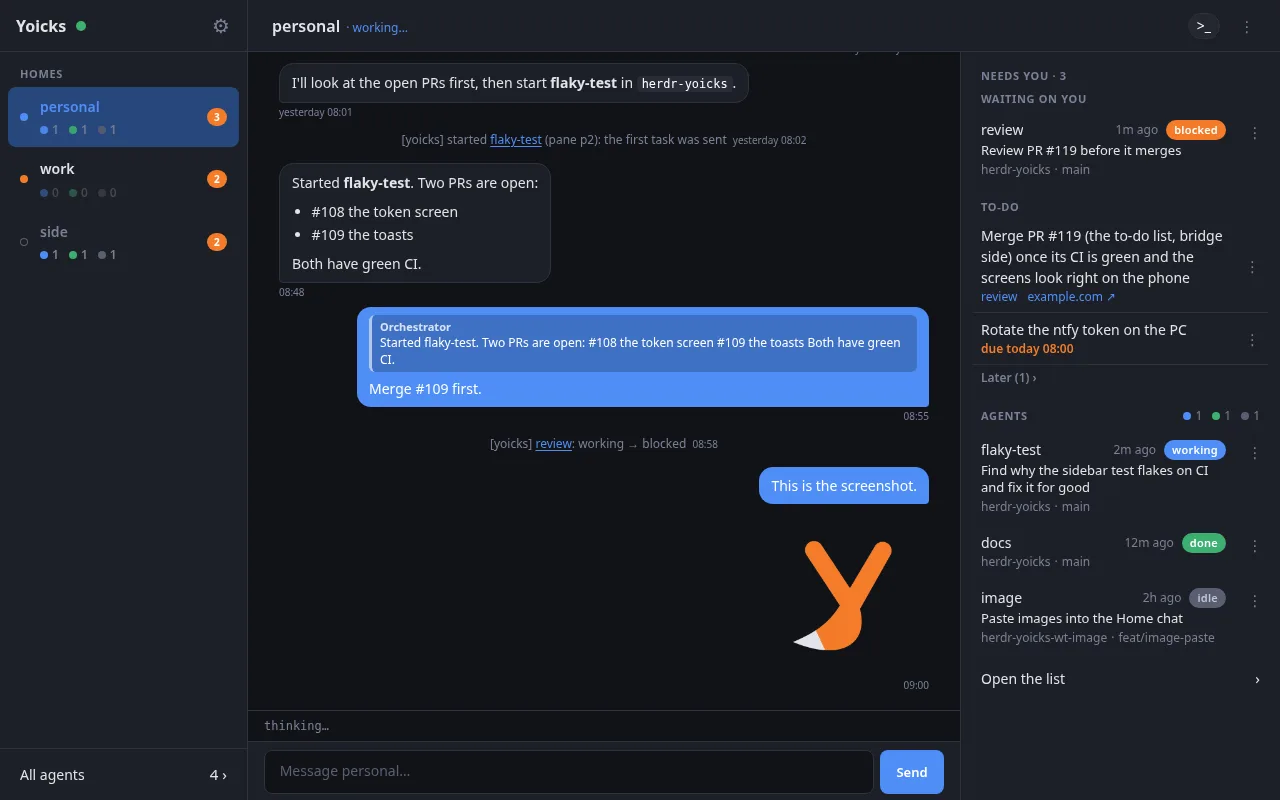 Yoicks
HOMES
personal
1 1 1
3
work
0 0 0
2
side
1 1 1
2
All agents
4 ›
personal · working…
>_
I'll look at the open PRs first, then start flaky-test in herdr-yoicks.
yesterday 08:01
[yoicks] started flaky-test (pane p2): the first task was sent yesterday 08:02
Started flaky-test. Two PRs are open:
• #108 the token screen
• #109 the toasts
Both have green CI.
08:48
Orchestrator
Started flaky-test. Two PRs are open: #108 the token screen #109 the toasts Both have green
CI.
Merge #109 first.
08:55
[yoicks] review: working → blocked 08:58
This is the screenshot.
09:00
thinking…
Message personal…
Send
NEEDS YOU · 3
WAITING ON YOU
review 1m ago blocked
Review PR #119 before it merges
herdr-yoicks · main
TO-DO
Merge PR #119 (the to-do list, bridge
side) once its CI is green and the
screens look right on the phone
review example.com ↗
Rotate the ntfy token on the PC
due today 08:00
Later (1) ›
AGENTS 1 1 1
flaky-test 2m ago working
Find why the sidebar test flakes on CI
and fix it for good
herdr-yoicks · main
docs 12m ago done
herdr-yoicks · main
image 2h ago idle
Paste images into the Home chat
herdr-yoicks-wt-image · feat/image-paste
Open the list ›